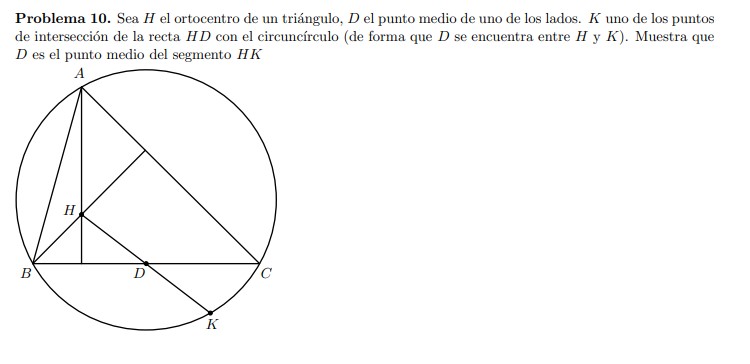 Problema 10. Sea H el ortocentro de un triángulo, D el punto medio de uno de los lados. K uno de los puntos
de intersección de la recta HD con el circuncírculo (de forma que D se encuentra entre H y K). Muestra que
D es el punto medio del segmento HK
A
H
B
D
C
K